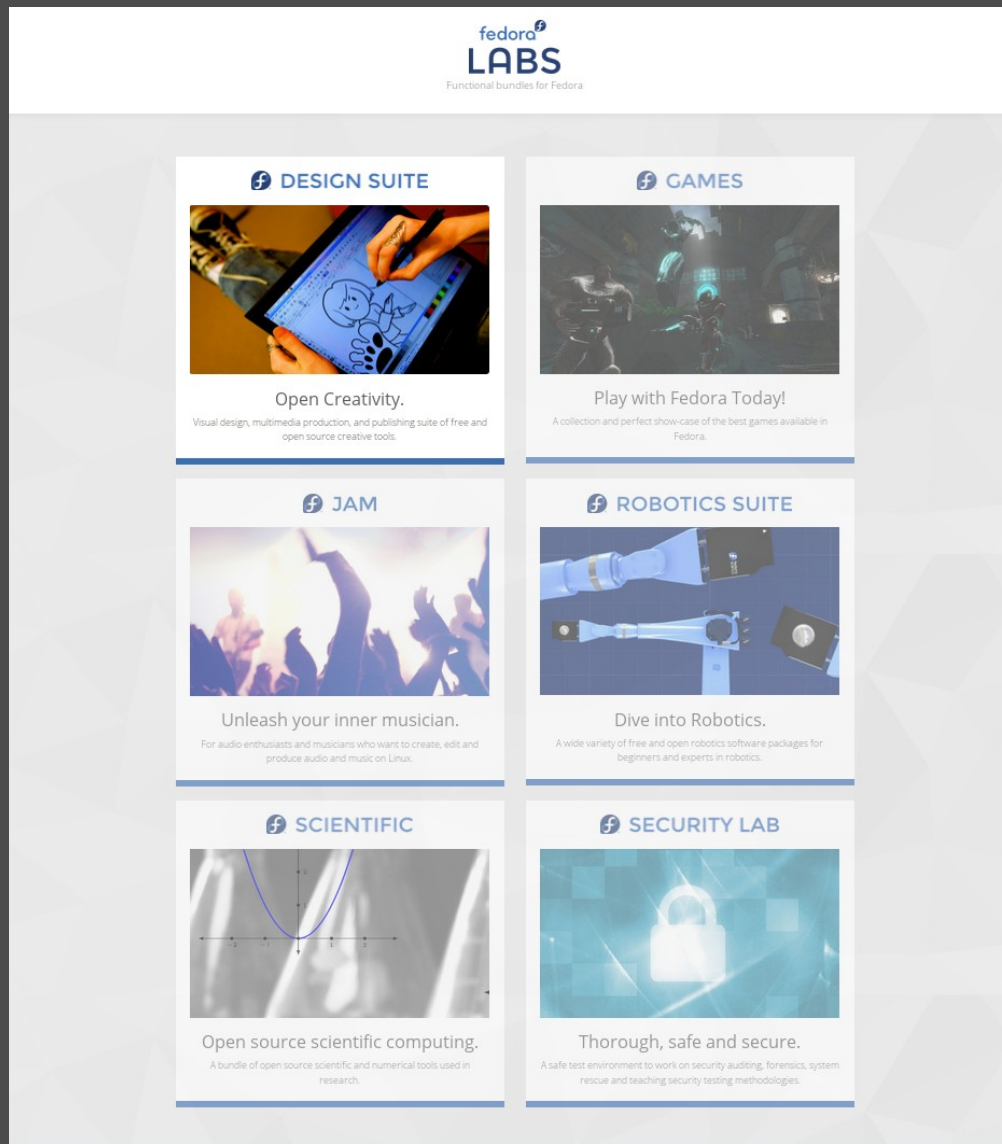 fedora
LABS
Functional bundles for Fedora
DESIGN SUITE
Open Creativity.
Visual design, multimedia production, and publishing suite of free and
open source creative tools.
GAMES
Play with Fedora Today!
A collection and perfect show-case of the best games available in
Fedora.
JAM
Unleash your inner musician.
For audio enthusiasts and musicians who want to create, edit and
produce audio and music on Linux.
ROBOTICS SUITE
Dive into Robotics.
A wide variety of free and open robotics software packages for
beginners and experts in robotics.
SCIENTIFIC
-2 -1 1 2
1
2
Open source scientific computing.
A bundle of open source scientific and numerical tools used in
research.
SECURITY LAB
Thorough, safe and secure.
A safe test environment to work on security auditing, forensics, system
rescue and teaching security testing methodologies.